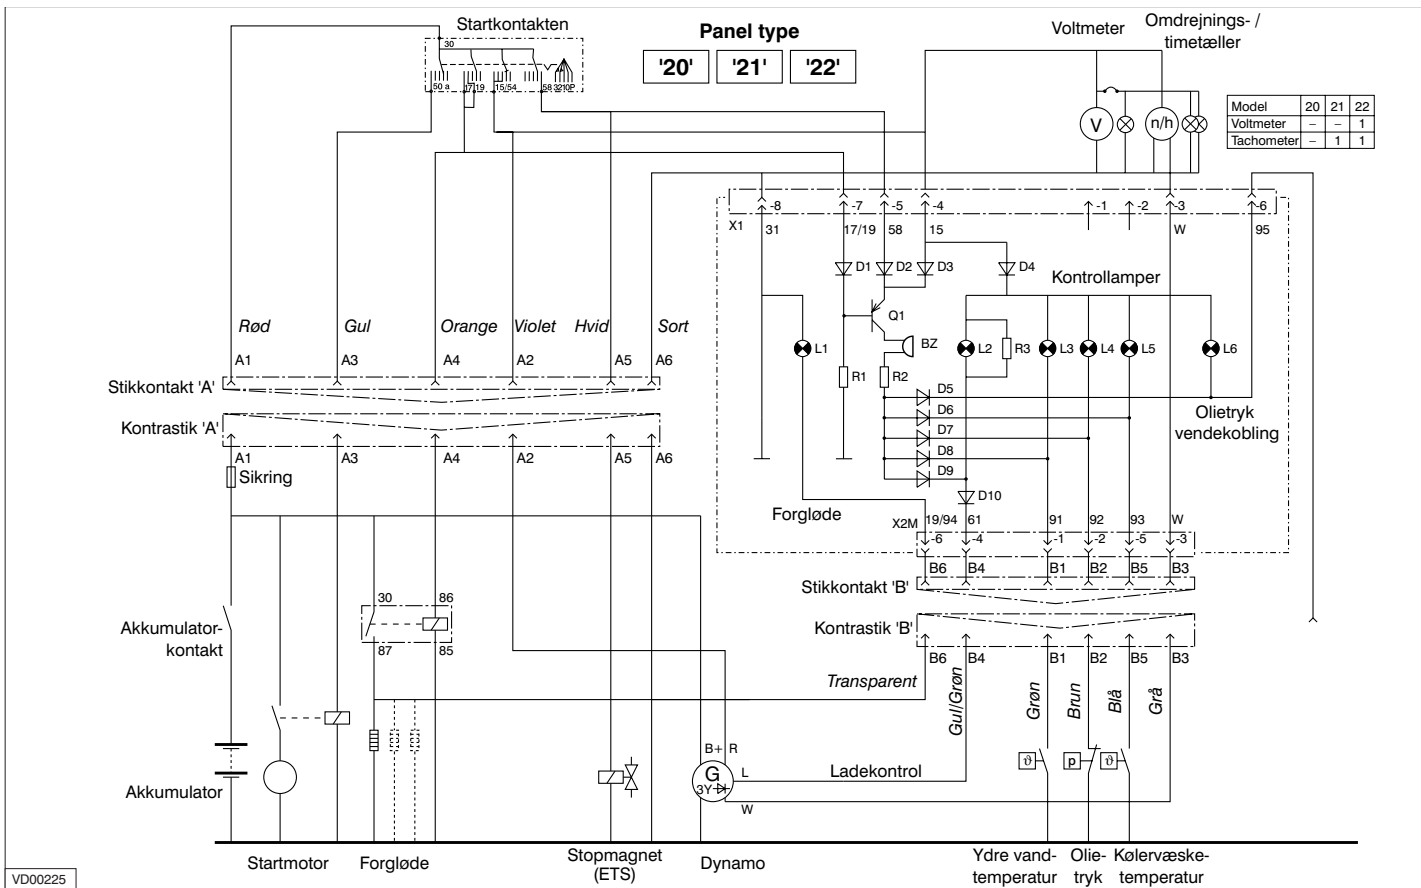 Startkontakten
30
50 a
17/19
15/54
58
3210P
Panel type
'20'
'21'
'22'
Voltmeter
Omdrejnings- /
timetæller
V
n/h
Model 20 21 22
Voltmeter – – 1
Tachometer – 1 1
X1
-8
-7
-5
-4
-1
-2
-3
-6
31
17/19
58
15
W
95
D1
D2
D3
D4
Kontrollamper
Q1
BZ
L1
L2
R3
L3
L4
L5
L6
R1
R2
D5
D6
D7
D8
D9
D10
Olietryk
vendekobling
Forgløde
Rød
Gul
Orange
Violet
Hvid
Sort
A1
A3
A4
A2
A5
A6
Stikkontakt 'A'
Kontrastik 'A'
A1
A3
A4
A2
A5
A6
Sikring
X2M
19/94
61
91
92
93
W
-6
-4
-1
-2
-5
-3
B6
B4
B1
B2
B5
B3
Stikkontakt 'B'
Kontrastik 'B'
B6
B4
B1
B2
B5
B3
30
86
87
85
Akkumulator-
kontakt
Transparent
Gul/Grøn
Grøn
Brun
Blå
Grå
ϑ
p
ϑ
B+
R
G
3Y
L
W
Ladekontrol
Akkumulator
Startmotor
Forgløde
Stopmagnet
(ETS)
Dynamo
Ydre vand-
temperatur
Olie-
tryk
Kølervæske-
temperatur
VD00225